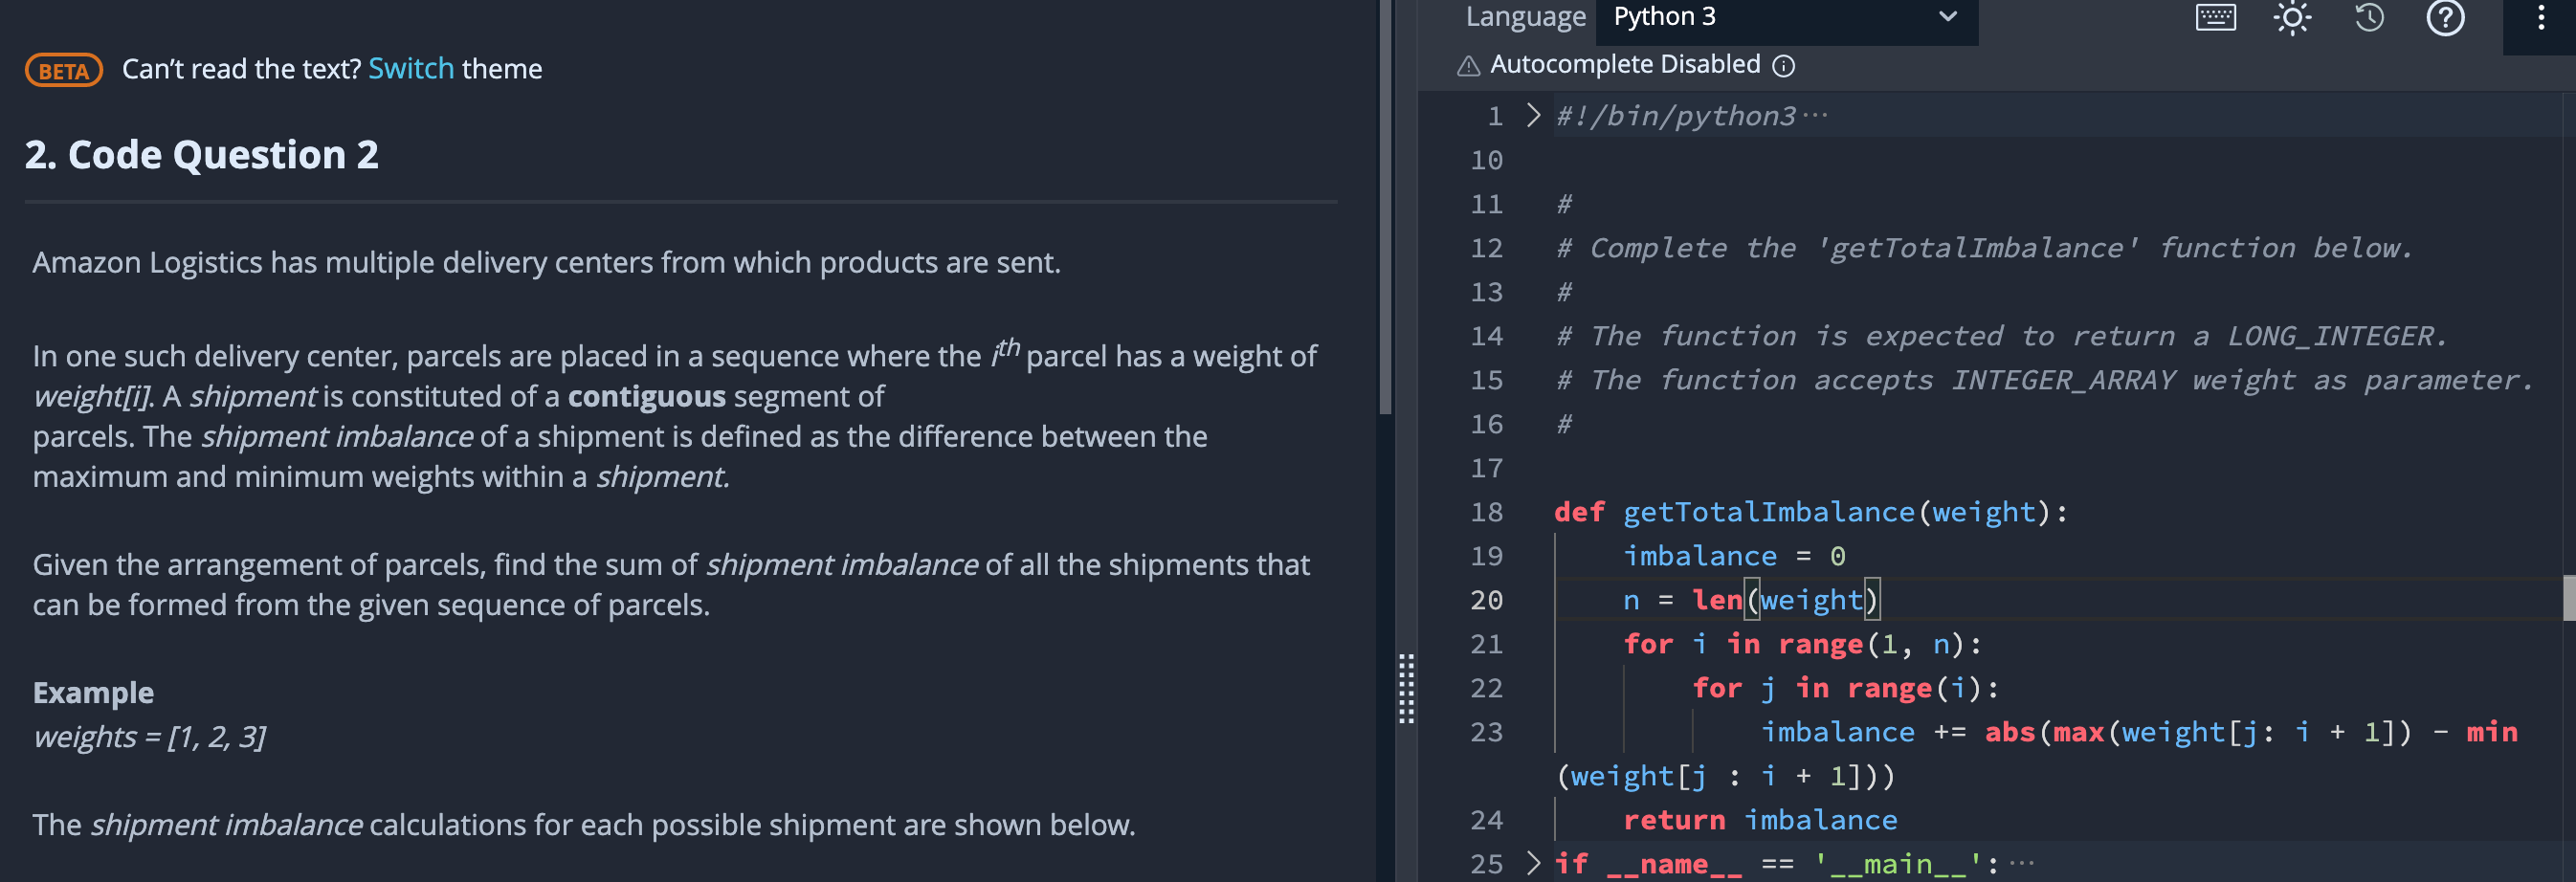 BETA Can't read the text? Switch theme
2. Code Question 2
Amazon Logistics has multiple delivery centers from which products are sent.
In one such delivery center, parcels are placed in a sequence where the ith parcel has a weight of
weight[i]. A shipment is constituted of a contiguous segment of
parcels. The shipment imbalance of a shipment is defined as the difference between the
maximum and minimum weights within a shipment.
Given the arrangement of parcels, find the sum of shipment imbalance of all the shipments that
can be formed from the given sequence of parcels.
Example
weights = [1, 2, 3]
The shipment imbalance calculations for each possible shipment are shown below.
Language Python 3
Autocomplete Disabled
1 #!/bin/python3...
10
11 #
12 # Complete the 'getTotalImbalance' function below.
13 #
14 # The function is expected to return a LONG_INTEGER.
15 # The function accepts INTEGER_ARRAY weight as parameter.
16 #
17
18 def getTotalImbalance(weight):
19 imbalance = 0
20 n = len(weight)
21 for i in range(1, n):
22 for j in range(i):
23 imbalance += abs(max(weight[j: i + 1]) - min
(weight[j : i + 1]))
24 return imbalance
25 if __name__ == '__main__':...